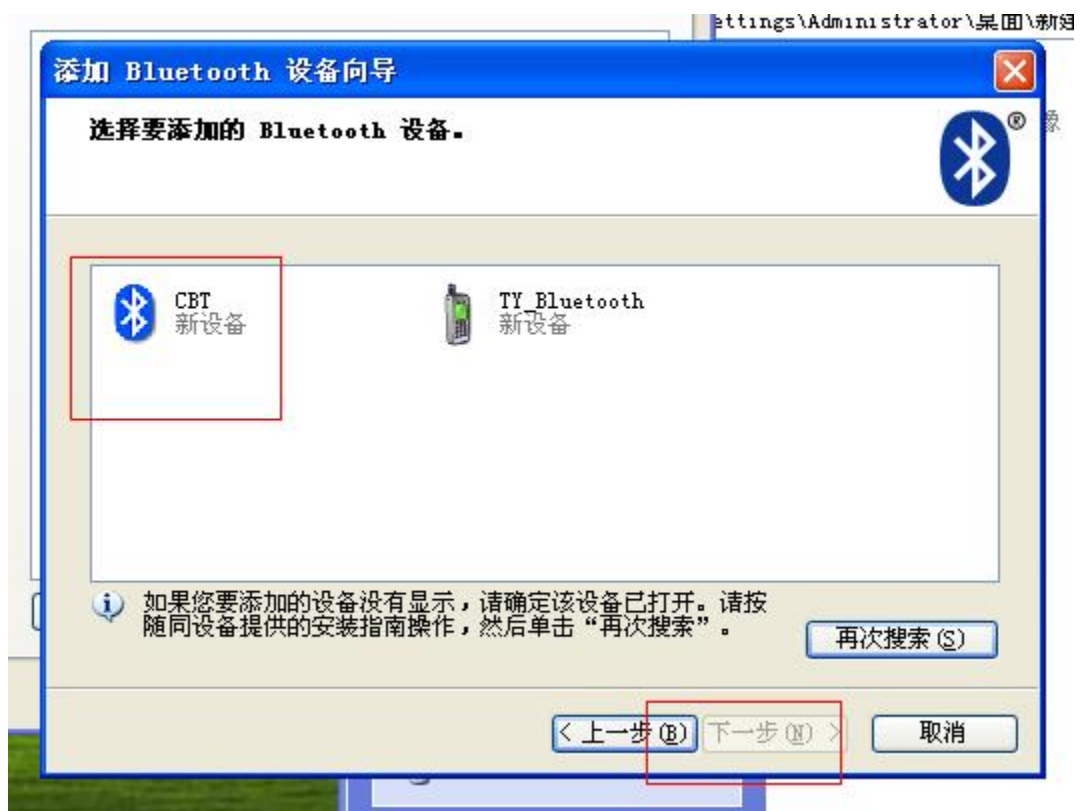 ettings\Administrator\桌面\新建
添加 Bluetooth 设备向导
选择要添加的 Bluetooth 设备。
®
像
CBT
新设备
TY_Bluetooth
新设备
如果您要添加的设备没有显示，请确定该设备已打开。请按
随同设备提供的安装指南操作，然后单击“再次搜索”。
再次搜索(S)
< 上一步(B)
下一步(N) >
取消